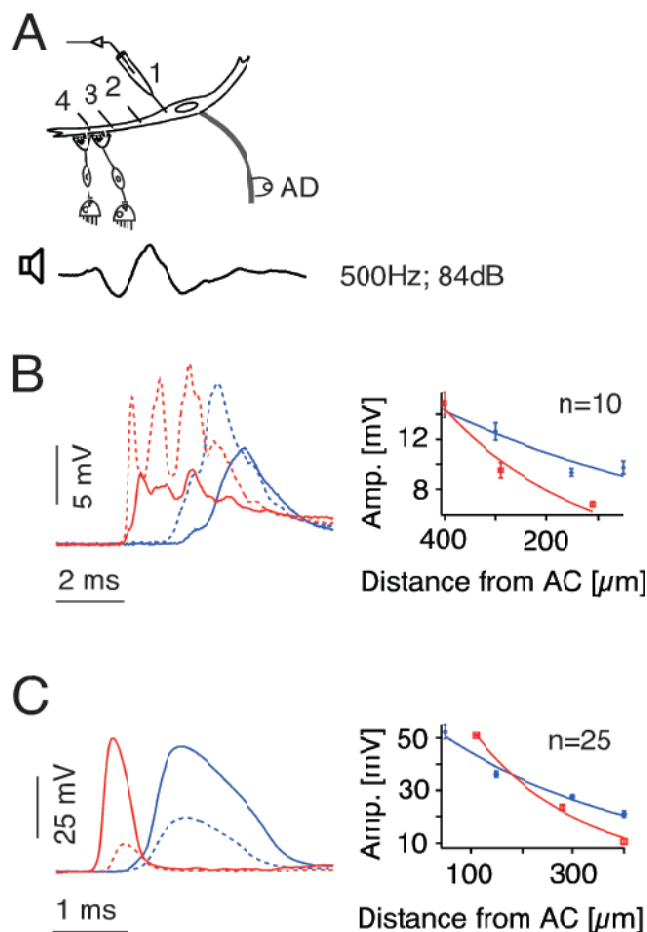 A
1
2
3
4
AD
500Hz; 84dB
B
5 mV
2 ms
Amp. [mV]
12
8
n=10
400
200
Distance from AC [µm]
C
25 mV
1 ms
Amp. [mV]
50
30
10
n=25
100
300
Distance from AC [µm]